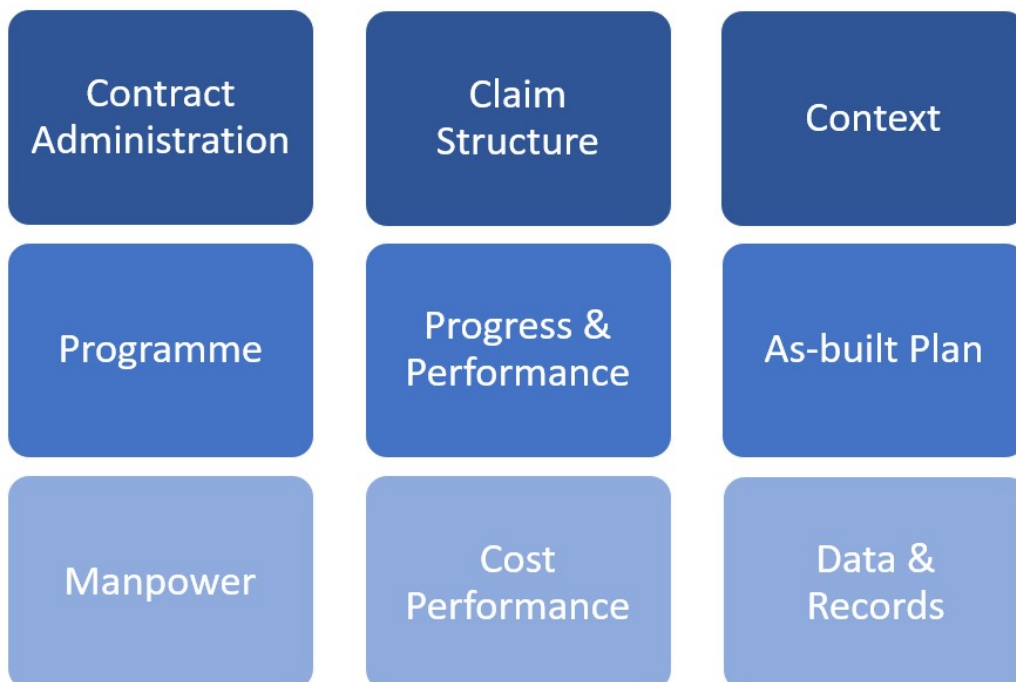 Contract
Administration
Claim
Structure
Context
Programme
Progress &
Performance
As-built Plan
Manpower
Cost
Performance
Data &
Records